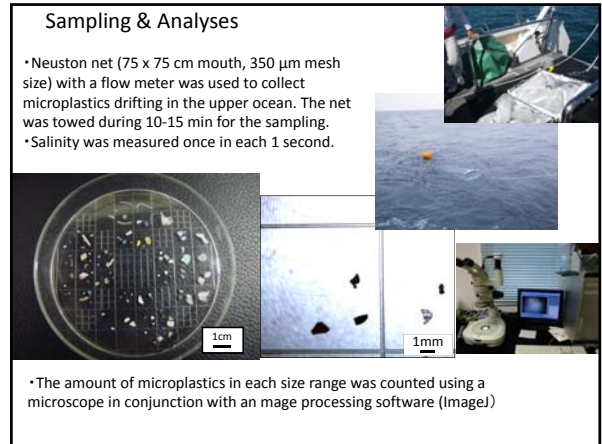 Sampling & Analyses
・Neuston net (75 x 75 cm mouth, 350 μm mesh
size) with a flow meter was used to collect
microplastics drifting in the upper ocean. The net
was towed during 10-15 min for the sampling.
・Salinity was measured once in each 1 second.
1cm
1mm
・The amount of microplastics in each size range was counted using a
microscope in conjunction with an mage processing software (ImageJ）